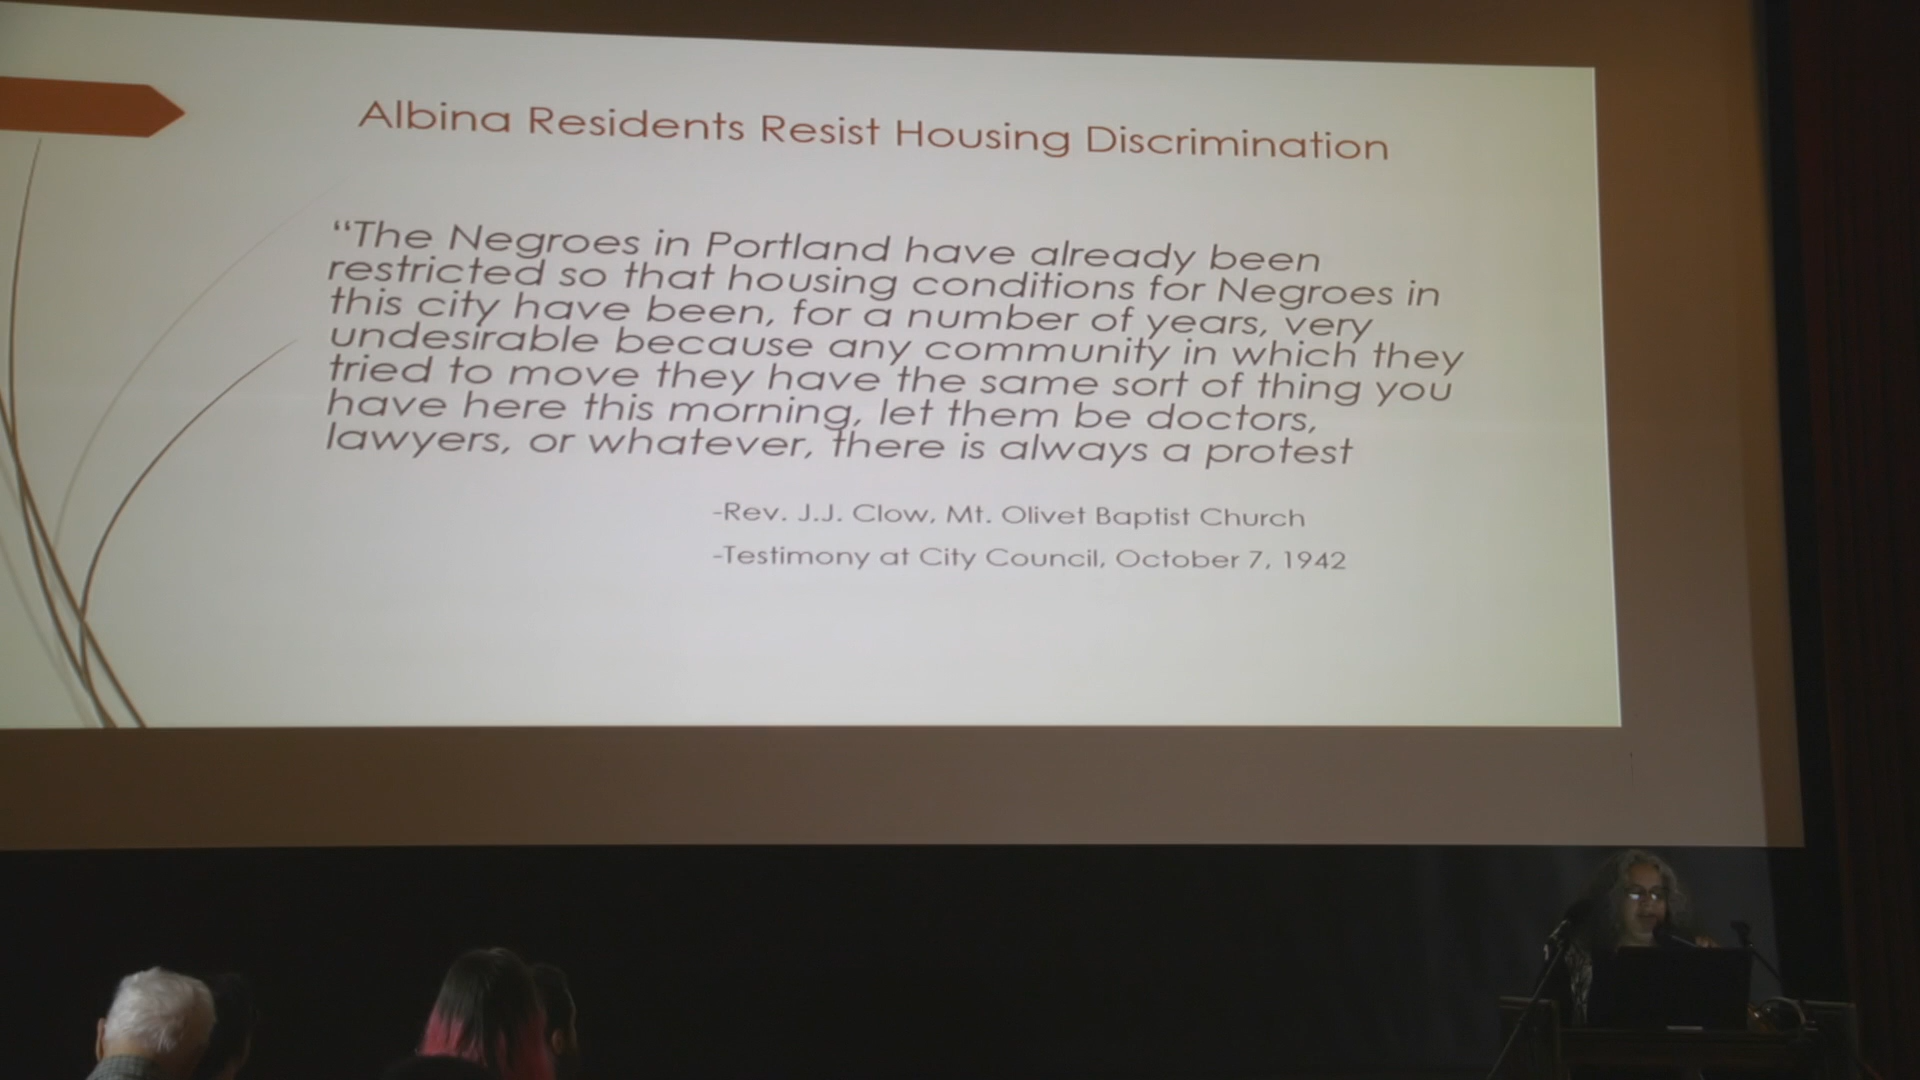 Albina Residents Resist Housing Discrimination
“The Negroes in Portland have already been
restricted so that housing conditions for Negroes in
this city have been, for a number of years, very
undesirable because any community in which they
tried to move they have the same sort of thing you
have here this morning, let them be doctors,
lawyers, or whatever, there is always a protest
-Rev. J.J. Clow, Mt. Olivet Baptist Church
-Testimony at City Council, October 7, 1942